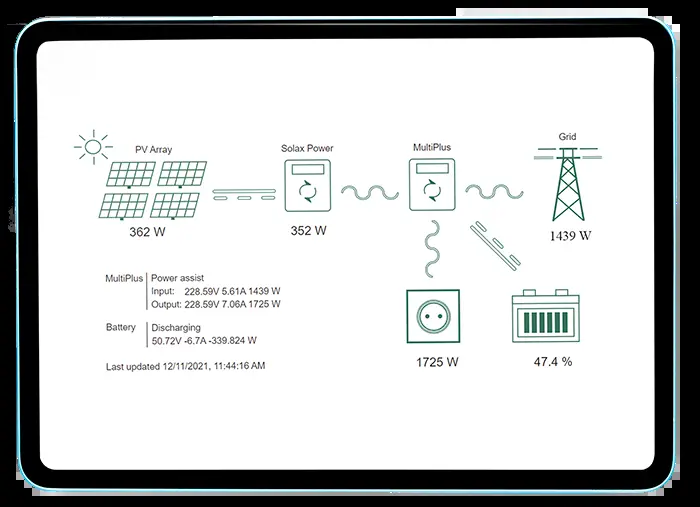 PV Array
Solax Power
MultiPlus
Grid
362 W
352 W
1439 W
MultiPlus
Power assist
Input: 228.59V 5.61A 1439 W
Output: 228.59V 7.06A 1725 W
Battery
Discharging
50.72V -6.7A -339.824 W
Last updated 12/11/2021, 11:44:16 AM
1725 W
47.4 %